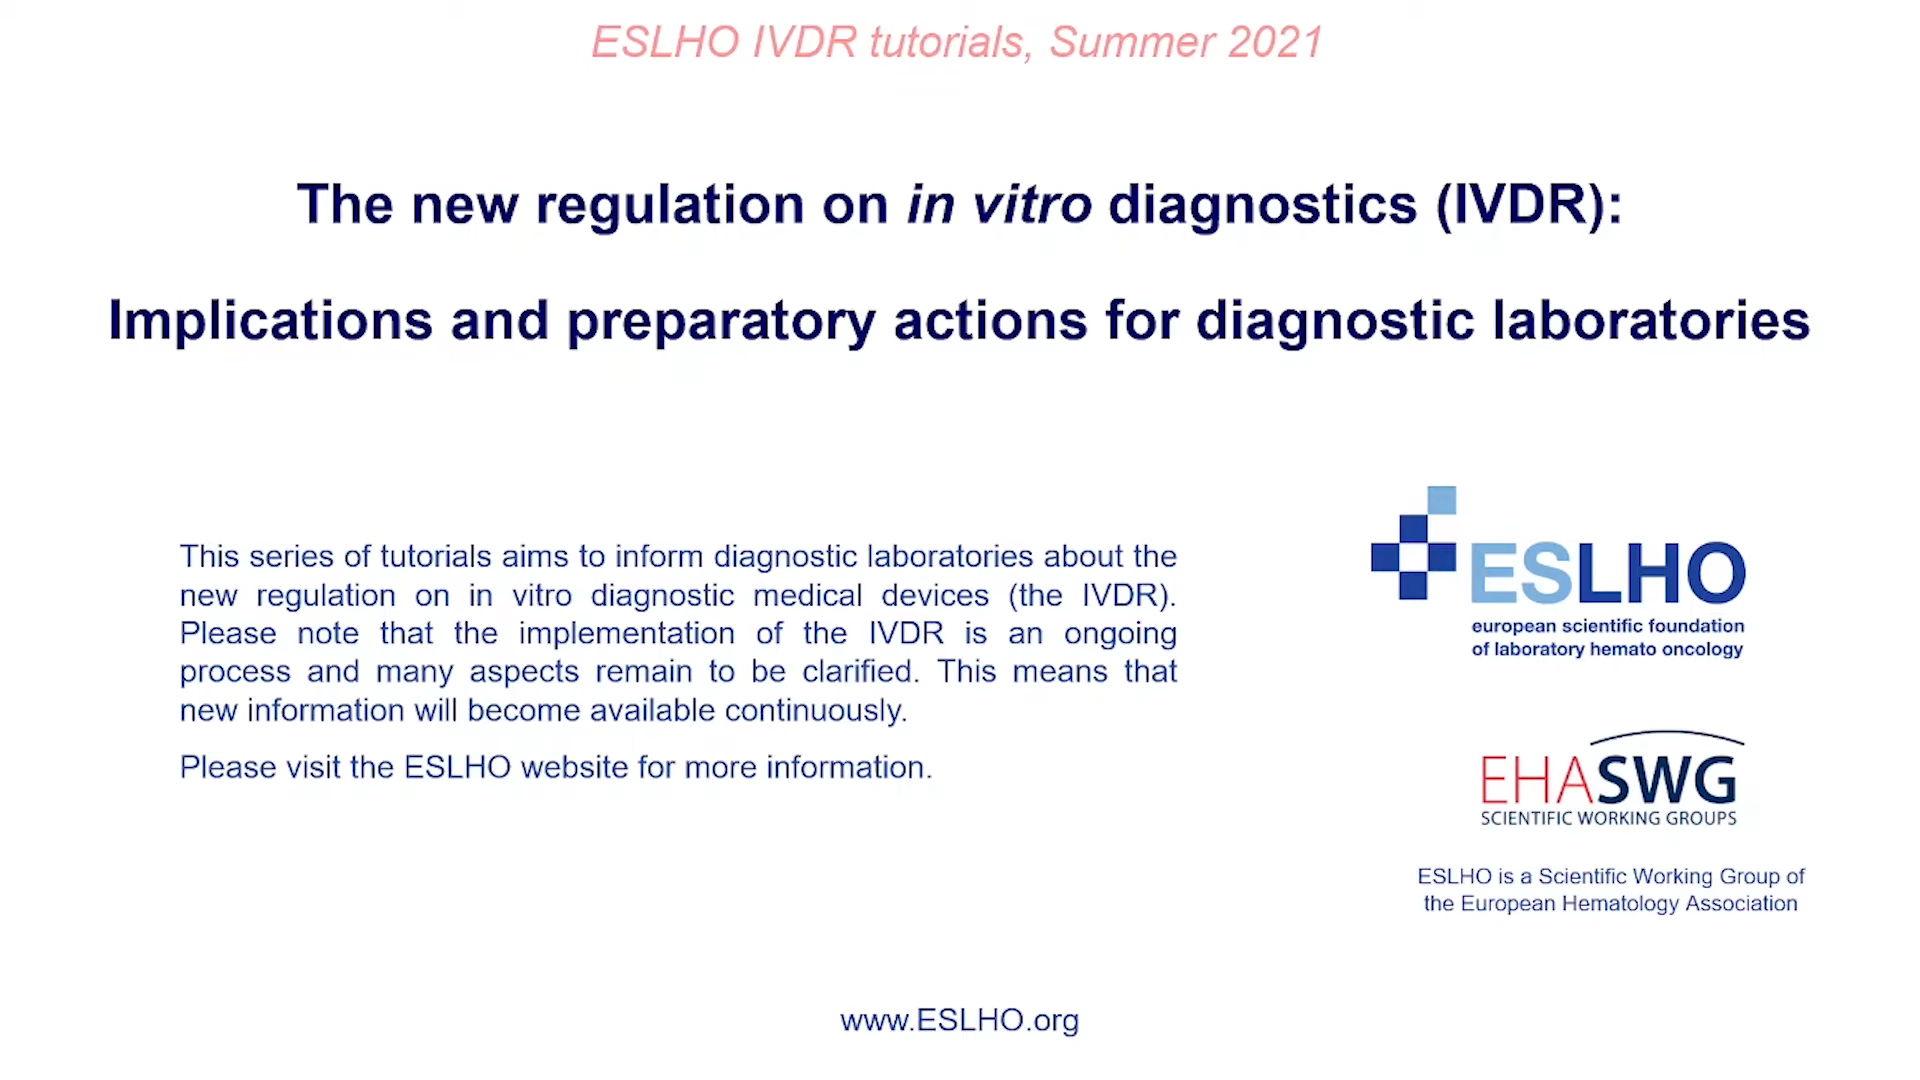 ESLHO IVDR tutorials, Summer 2021
The new regulation on in vitro diagnostics (IVDR):
Implications and preparatory actions for diagnostic laboratories
This series of tutorials aims to inform diagnostic laboratories about the
new regulation on in vitro diagnostic medical devices (the IVDR).
Please note that the implementation of the IVDR is an ongoing
process and many aspects remain to be clarified. This means that
new information will become available continuously.
Please visit the ESLHO website for more information.
ESLHO
european scientific foundation
of laboratory hemato oncology
EHASWG
SCIENTIFIC WORKING GROUPS
ESLHO is a Scientific Working Group of
the European Hematology Association
www.ESLHO.org